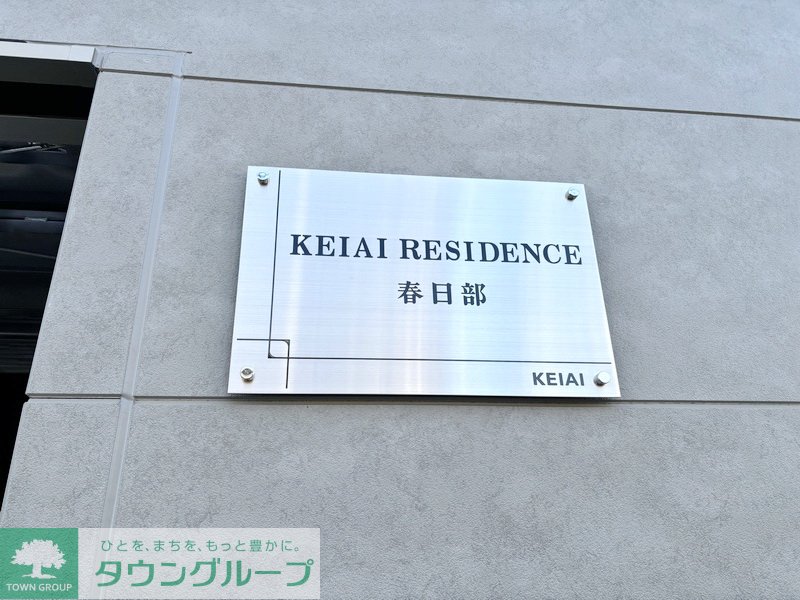 KEIAI RESIDENCE
春日部
KEIAI
ひとを、まちを、もっと豊かに。
TOWN GROUP
タウングループ